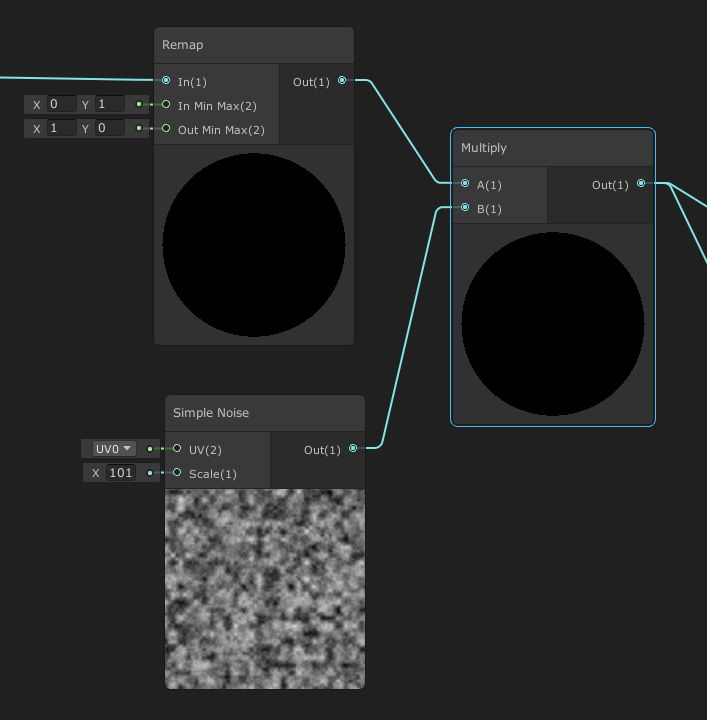 Remap
In(1)
Out(1)
X 0 Y 1
In Min Max(2)
X 1 Y 0
Out Min Max(2)
Multiply
A(1)
Out(1)
B(1)
Simple Noise
UV0
UV(2)
Out(1)
X 101
Scale(1)